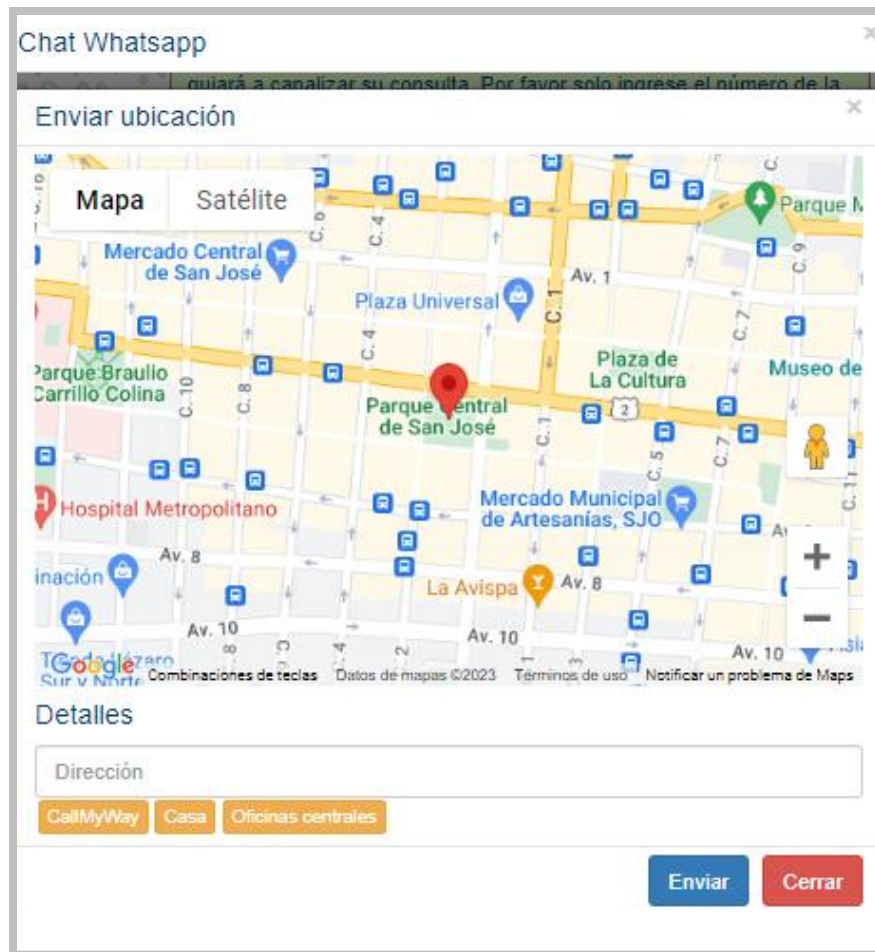 Chat Whatsapp
×
guiará a canalizar su consulta. Por favor solo ingrese el número de la
Enviar ubicación
×
Mapa
Satélite
C. 6
C. 4
Parque
Mercado Central
de San José
C. 9
Av. 1
Plaza Universal
C. 1
C. 7
C. 4
Plaza de
La Cultura
Museo de
Parque Braulio
Carrillo Colina
C. 10
C. 8
Parque Central
de San José
2
C. 1
C. 5
C. 7
C. 11
Hospital Metropolitano
Mercado Municipal
de Artesanías, SJO
Av. 8
inación
La Avispa
Av. 8
Av. 10
Av. 10
Av. 10
Sur y Norte
Google
Combinaciones de teclas
Datos de mapas ©2023
Términos de uso
Notificar un problema de Maps
Detalles
Dirección
CallMyWay
Casa
Oficinas centrales
Enviar
Cerrar